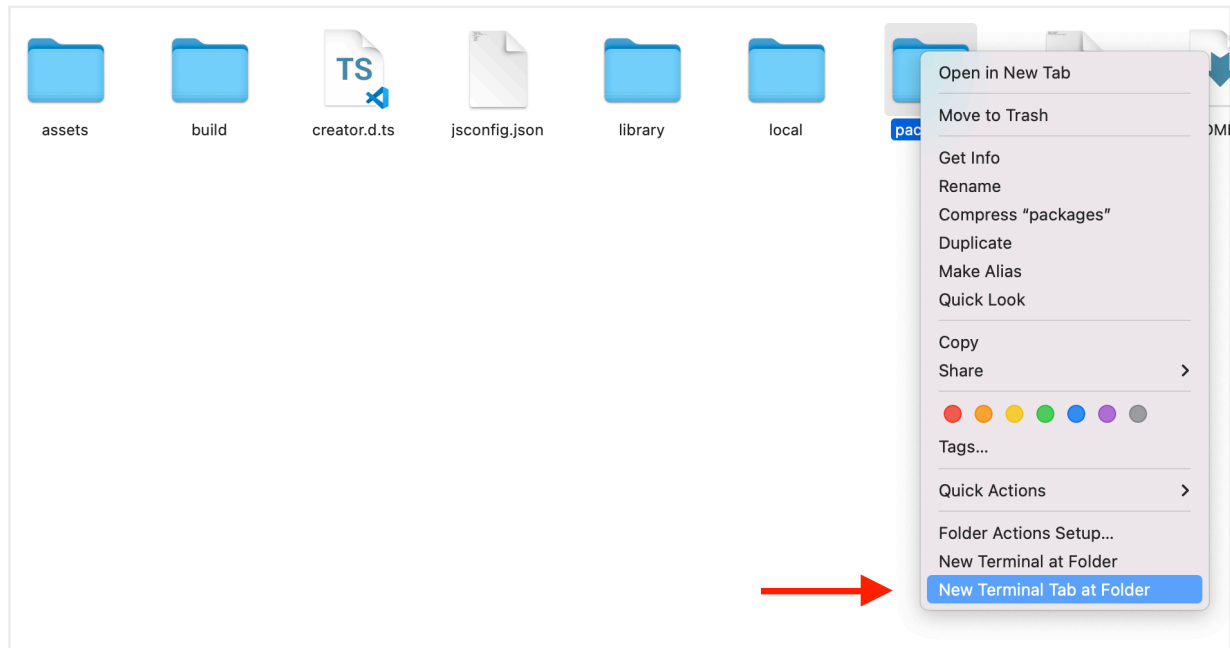 TS
assets
build
creator.d.ts
jsconfig.json
library
local
pac
Open in New Tab
Move to Trash
Get Info
Rename
Compress “packages”
Duplicate
Make Alias
Quick Look
Copy
Share
Tags...
Quick Actions
Folder Actions Setup...
New Terminal at Folder
New Terminal Tab at Folder